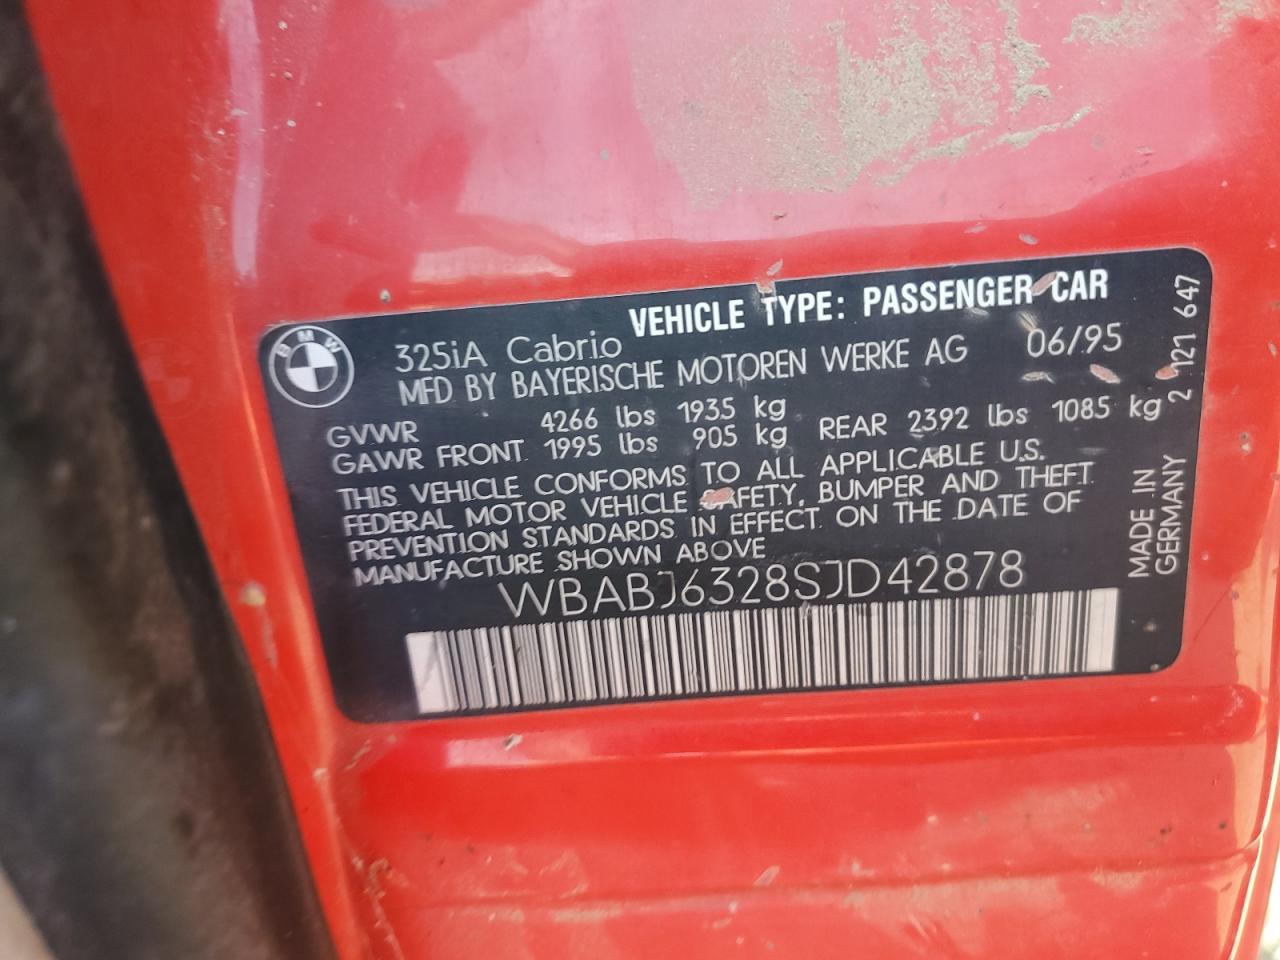 BMW
325iA Cabrio VEHICLE TYPE: PASSENGER CAR
MFD BY BAYERISCHE MOTOREN WERKE AG 06/95
GVWR 4266 lbs 1935 kg
GAWR FRONT 1995 lbs 905 kg REAR 2392 lbs 1085 kg
THIS VEHICLE CONFORMS TO ALL APPLICABLE U.S.
FEDERAL MOTOR VEHICLE SAFETY, BUMPER AND THEFT
PREVENTION STANDARDS IN EFFECT ON THE DATE OF
MANUFACTURE SHOWN ABOVE
WBABJ6328SJD42878
MADE IN
GERMANY
2 121 647